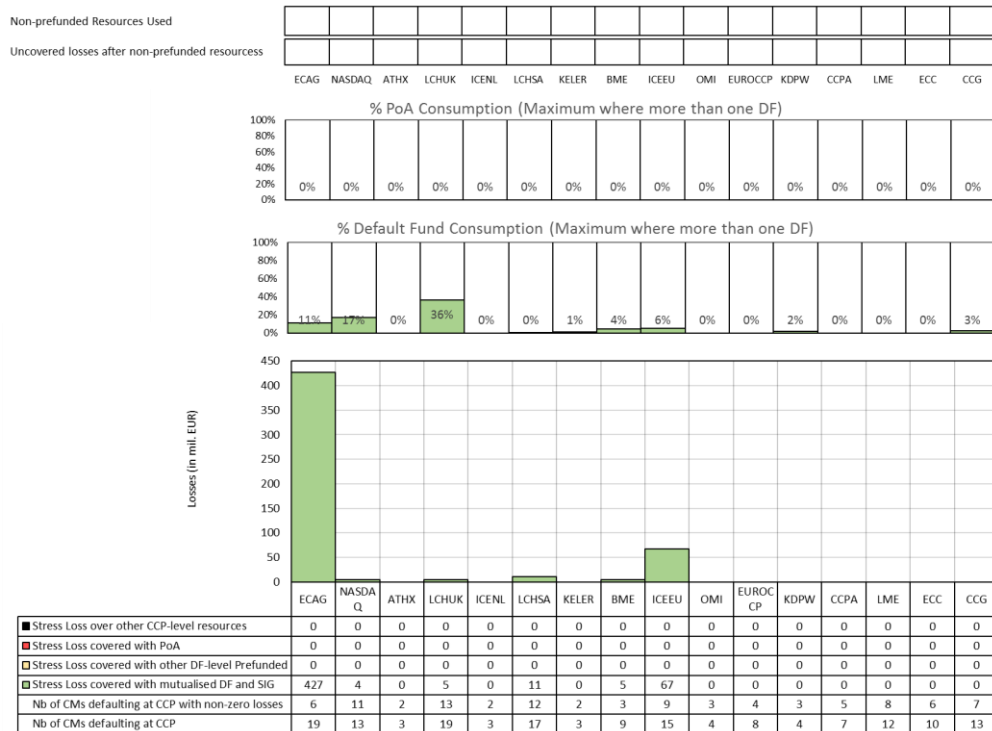 Non-prefunded Resources Used
Uncovered losses after non-prefunded resourcess
ECAG NASDAQ ATHX LCHUK ICENL LCHSA KELER BME ICEEU OMI EUROCCP KDPW CCPA LME ECC CCG
% PoA Consumption (Maximum where more than one DF)
100%
80%
60%
40%
20%
0%
0% 0% 0% 0% 0% 0% 0% 0% 0% 0% 0% 0% 0% 0% 0% 0%
% Default Fund Consumption (Maximum where more than one DF)
100%
80%
60%
40%
20%
0%
11% 17% 0% 36% 0% 0% 1% 4% 6% 0% 0% 2% 0% 0% 0% 3%
Losses (in mil. EUR)
450
400
350
300
250
200
150
100
50
0
ECAG NASDA
Q ATHX LCHUK ICENL LCHSA KELER BME ICEEU OMI EUROC
CP KDPW CCPA LME ECC CCG
Stress Loss over other CCP-level resources 0 0 0 0 0 0 0 0 0 0 0 0 0 0 0 0
Stress Loss covered with PoA 0 0 0 0 0 0 0 0 0 0 0 0 0 0 0 0
Stress Loss covered with other DF-level Prefunded 0 0 0 0 0 0 0 0 0 0 0 0 0 0 0 0
Stress Loss covered with mutualised DF and SIG 427 4 0 5 0 11 0 5 67 0 0 0 0 0 0 0
Nb of CMs defaulting at CCP with non-zero losses 6 11 2 13 2 12 2 3 9 3 4 3 5 8 6 7
Nb of CMs defaulting at CCP 19 13 3 19 3 17 3 9 15 4 8 4 7 12 10 13